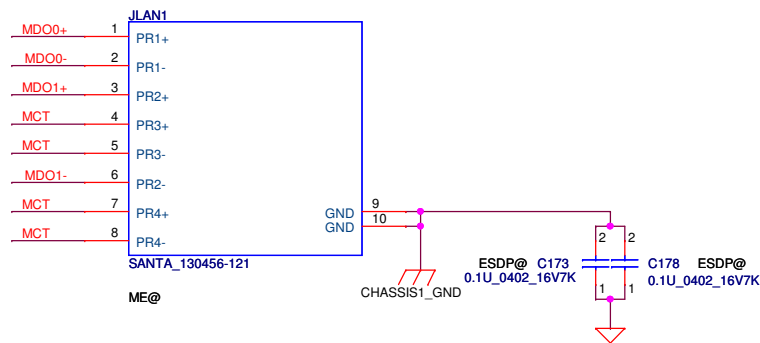 JLAN1
MDO0+ 1 PR1+
MDO0- 2 PR1-
MDO1+ 3 PR2+
MCT 4 PR3+
MCT 5 PR3-
MDO1- 6 PR2-
MCT 7 PR4+
MCT 8 PR4-
GND 9
GND 10
SANTA_130456-121
ME@
CHASSIS1_GND
2 2
ESDP@ C173
0.1U_0402_16V7K
C178 ESDP@
0.1U_0402_16V7K
1 1